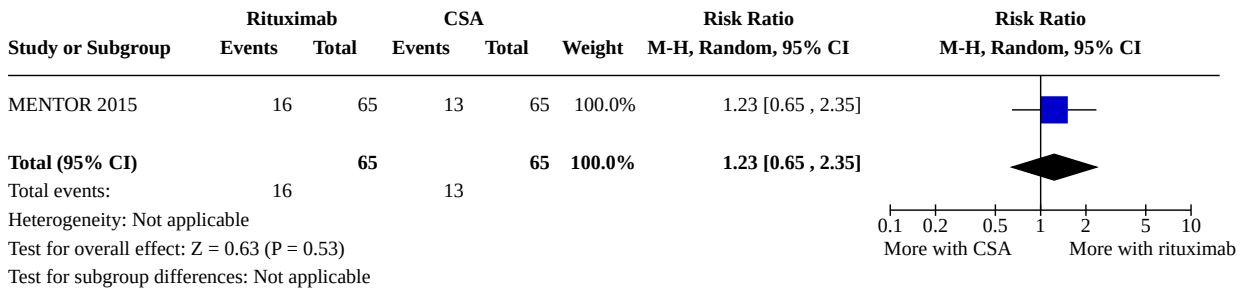 Rituximab CSA Risk Ratio Risk Ratio
Study or Subgroup Events Total Events Total Weight M-H, Random, 95% CI M-H, Random, 95% CI
MENTOR 2015 16 65 13 65 100.0% 1.23 [0.65 , 2.35]
Total (95% CI) 65 65 100.0% 1.23 [0.65 , 2.35]
Total events: 16 13
Heterogeneity: Not applicable
0.1 0.2 0.5 1 2 5 10
Test for overall effect: Z = 0.63 (P = 0.53) More with CSA More with rituximab
Test for subgroup differences: Not applicable